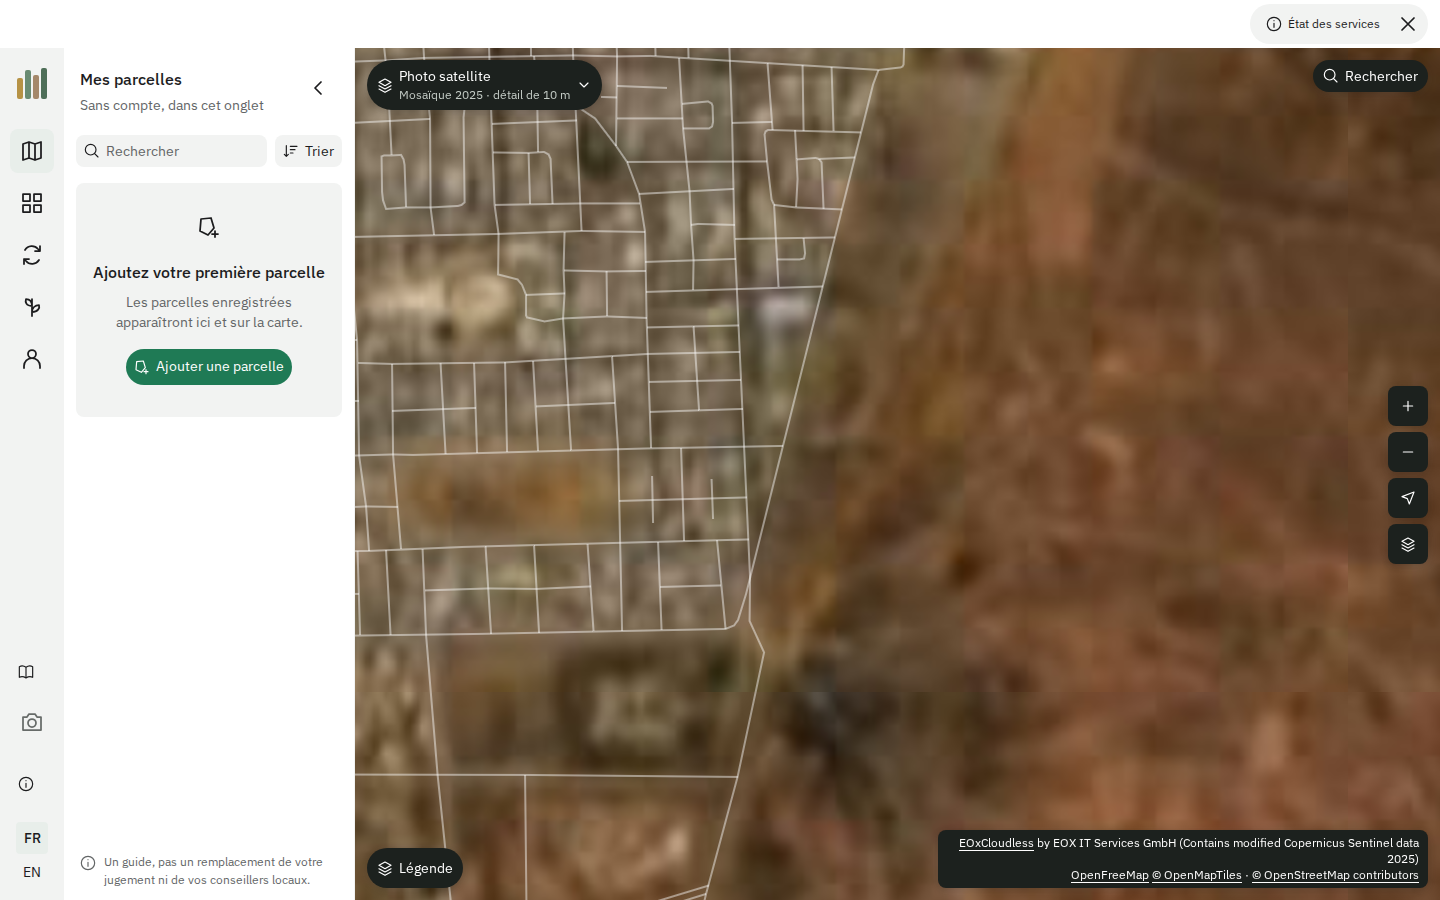 État des services
Mes parcelles
Sans compte, dans cet onglet
Rechercher
Trier
Ajoutez votre première parcelle
Les parcelles enregistrées
apparaîtront ici et sur la carte.
Ajouter une parcelle
FR
EN
Un guide, pas un remplacement de votre
jugement ni de vos conseillers locaux.
Photo satellite
Mosaïque 2025 · détail de 10 m
Rechercher
Légende
EOxCloudless by EOX IT Services GmbH (Contains modified Copernicus Sentinel data
2025)
OpenFreeMap © OpenMapTiles · © OpenStreetMap contributors